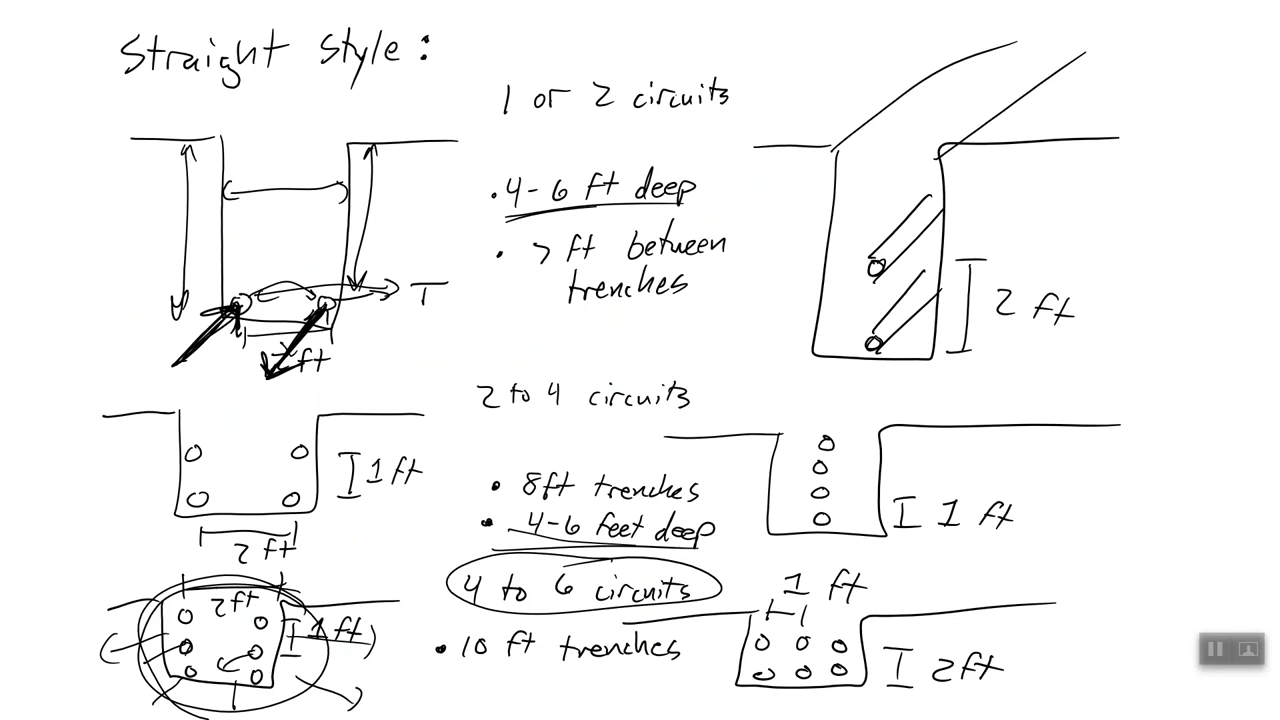 Straight Style:
1 or 2 circuits
• 4-6 ft deep
• 7 ft between
trenches
T
2 ft
2 ft
2 to 4 circuits
1 ft
• 8ft trenches
• 4-6 feet deep
1 ft
2 ft
4 to 6 circuits
1 ft
2ft
1 ft
• 10 ft trenches
2ft